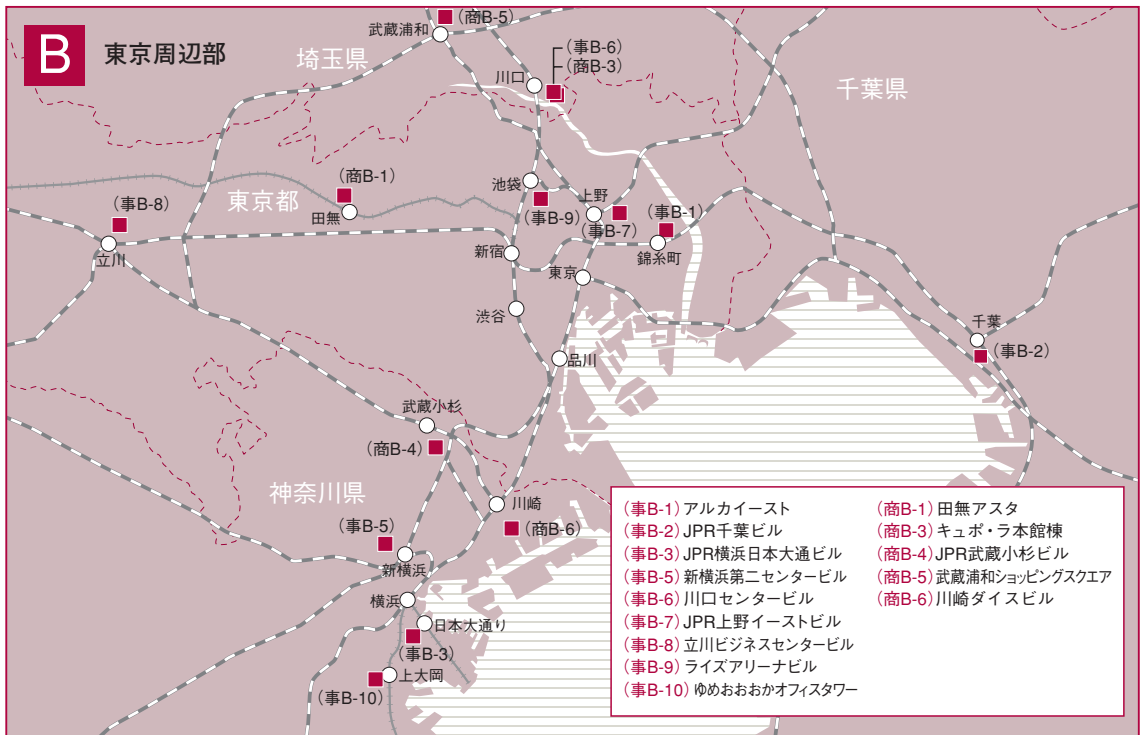 B
東京周辺部
埼玉県
千葉県
東京都
神奈川県
(商B-5)
武蔵浦和
(事B-6)
(商B-3)
川口
(商B-1)
田無
(事B-8)
立川
池袋
(事B-9)
上野
(事B-7)
(事B-1)
錦糸町
新宿
東京
渋谷
品川
千葉
(事B-2)
武蔵小杉
(商B-4)
川崎
(商B-6)
(事B-5)
新横浜
横浜
日本大通り
(事B-3)
上大岡
(事B-10)
(事B-1) アルカイースト
(事B-2) JPR千葉ビル
(事B-3) JPR横浜日本大通ビル
(事B-5) 新横浜第二センタービル
(事B-6) 川口センタービル
(事B-7) JPR上野イーストビル
(事B-8) 立川ビジネスセンタービル
(事B-9) ライズアリーナビル
(事B-10) ゆめおおおかオフィスタワー
(商B-1) 田無アスタ
(商B-3) キュポ・ラ本館棟
(商B-4) JPR武蔵小杉ビル
(商B-5) 武蔵浦和ショッピングスクエア
(商B-6) 川崎ダイスビル